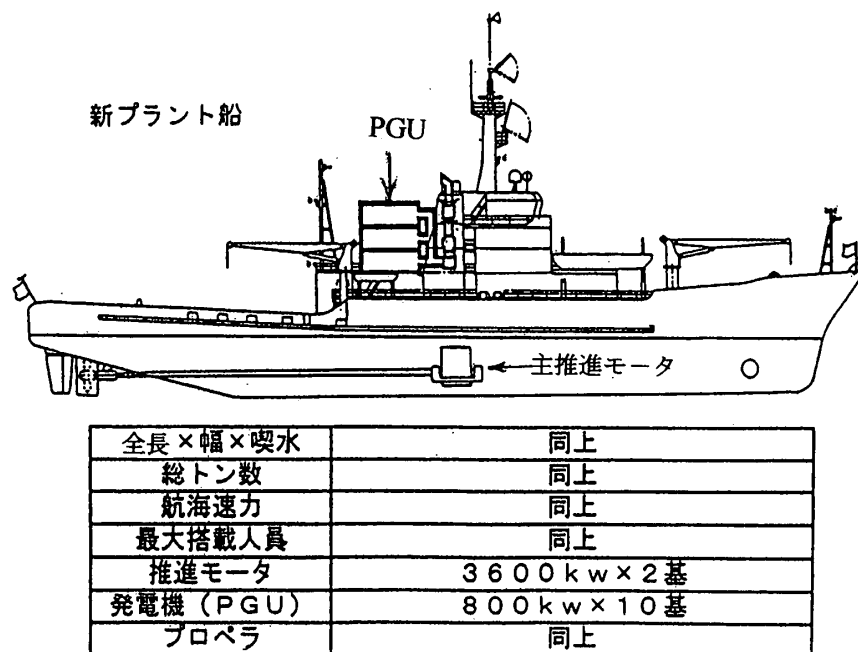 新プラント船
PGU
主推進モータ
全長×幅×喫水 同上
総トン数 同上
航海速力 同上
最大搭載人員 同上
推進モータ 3600kw×2基
発電機(PGU) 800kw×10基
プロペラ 同上